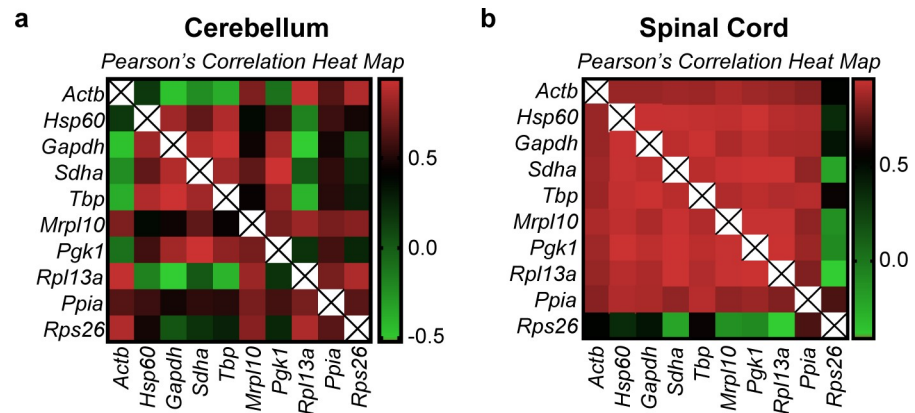 a
Cerebellum
Pearson's Correlation Heat Map
Actb
Hsp60
Gapdh
Sdha
Tbp
Mrpl10
Pgk1
Rpl13a
Ppia
Rps26
0.5
0.0
-0.5
Actb
Hsp60
Gapdh
Sdha
Tbp
Mrpl10
Pgk1
Rpl13a
Ppia
Rps26
b
Spinal Cord
Pearson's Correlation Heat Map
Actb
Hsp60
Gapdh
Sdha
Tbp
Mrpl10
Pgk1
Rpl13a
Ppia
Rps26
0.5
0.0
Actb
Hsp60
Gapdh
Sdha
Tbp
Mrpl10
Pgk1
Rpl13a
Ppia
Rps26